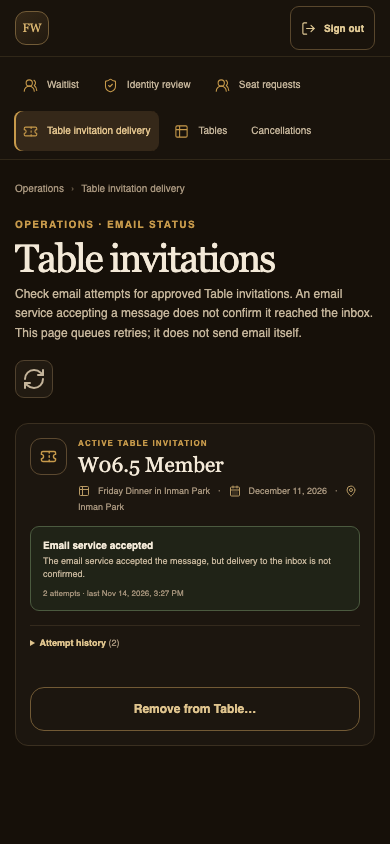 FW
Sign out
Waitlist
Identity review
Seat requests
Table invitation delivery
Tables
Cancellations
Operations › Table invitation delivery
OPERATIONS · EMAIL STATUS
Table invitations
Check email attempts for approved Table invitations. An email
service accepting a message does not confirm it reached the inbox.
This page queues retries; it does not send email itself.
ACTIVE TABLE INVITATION
W06.5 Member
Friday Dinner in Inman Park · December 11, 2026 ·
Inman Park
Email service accepted
The email service accepted the message, but delivery to the inbox is not
confirmed.
2 attempts · last Nov 14, 2026, 3:27 PM
Attempt history (2)
Remove from Table…